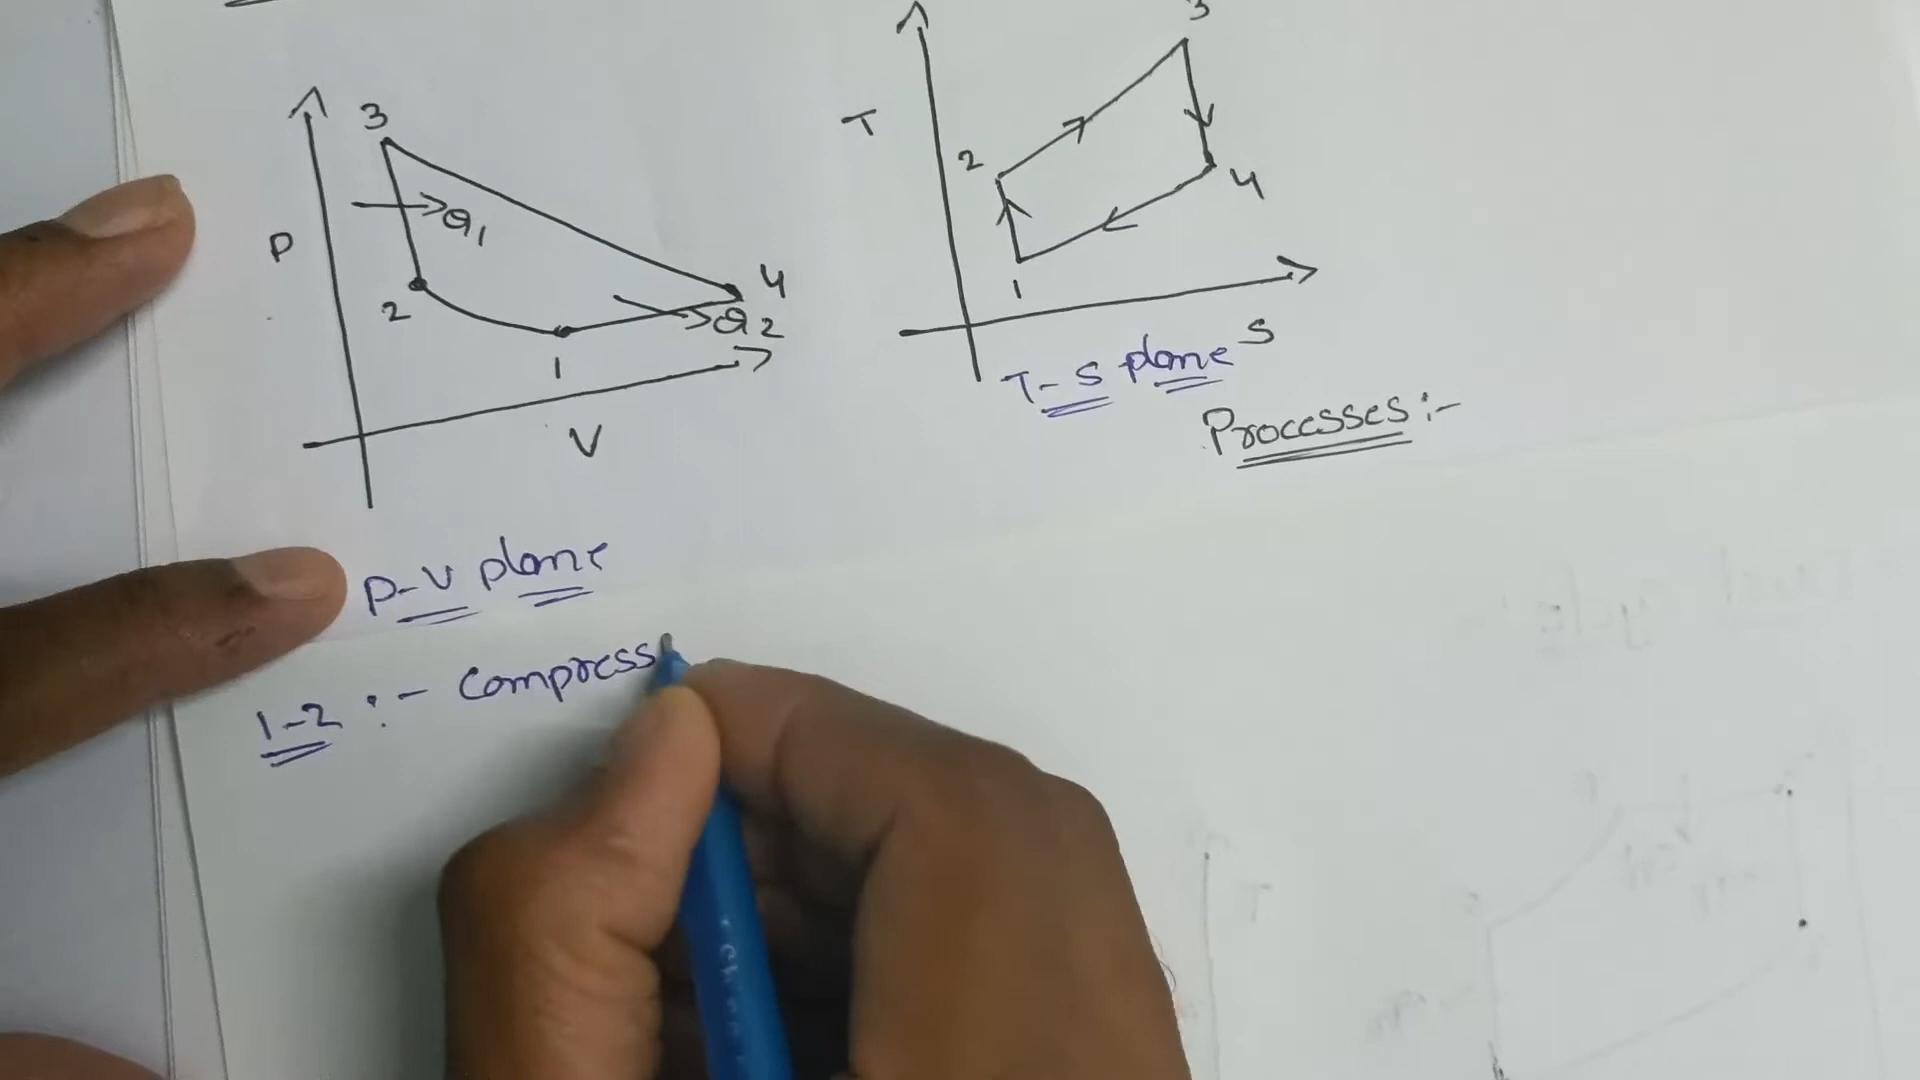 3
P
Q1
2
4
Q2
1
V
P-V plane
3
T
2
4
1
S
T-S plane
Processes :-
1-2 :- Compress